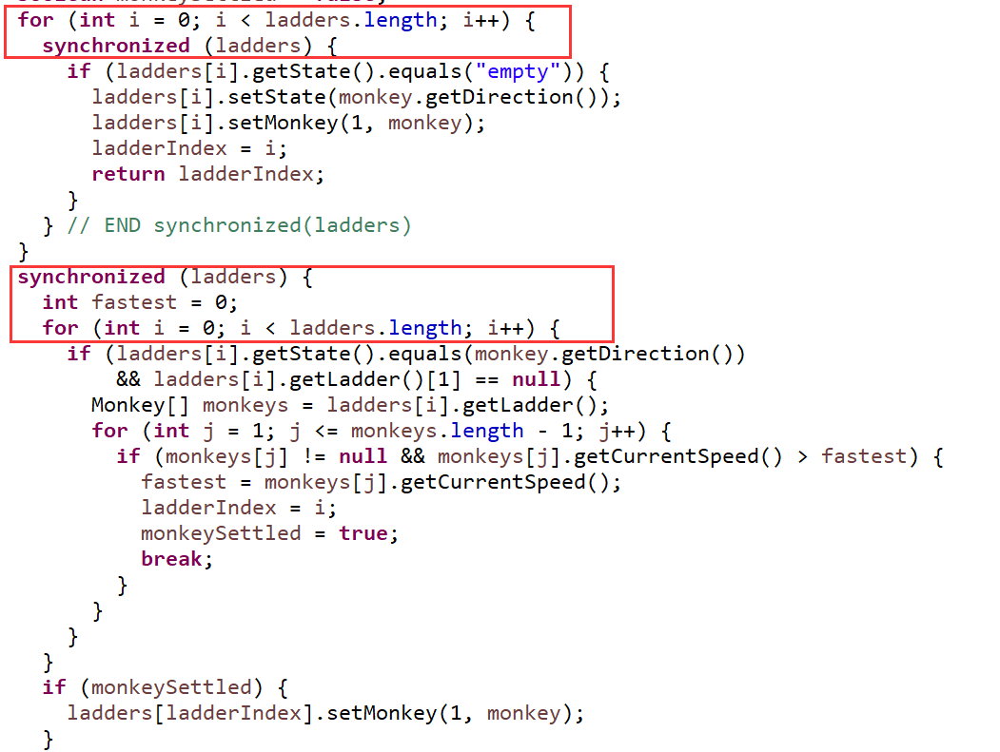 for (int i = 0; i < ladders.length; i++) {
synchronized (ladders) {
if (ladders[i].getState().equals("empty")) {
ladders[i].setState(monkey.getDirection());
ladders[i].setMonkey(1, monkey);
ladderIndex = i;
return ladderIndex;
}
} // END synchronized(ladders)
}
synchronized (ladders) {
int fastest = 0;
for (int i = 0; i < ladders.length; i++) {
if (ladders[i].getState().equals(monkey.getDirection())
&& ladders[i].getLadder()[1] == null) {
Monkey[] monkeys = ladders[i].getLadder();
for (int j = 1; j <= monkeys.length - 1; j++) {
if (monkeys[j] != null && monkeys[j].getCurrentSpeed() > fastest) {
fastest = monkeys[j].getCurrentSpeed();
ladderIndex = i;
monkeySettled = true;
break;
}
}
}
}
if (monkeySettled) {
ladders[ladderIndex].setMonkey(1, monkey);
}